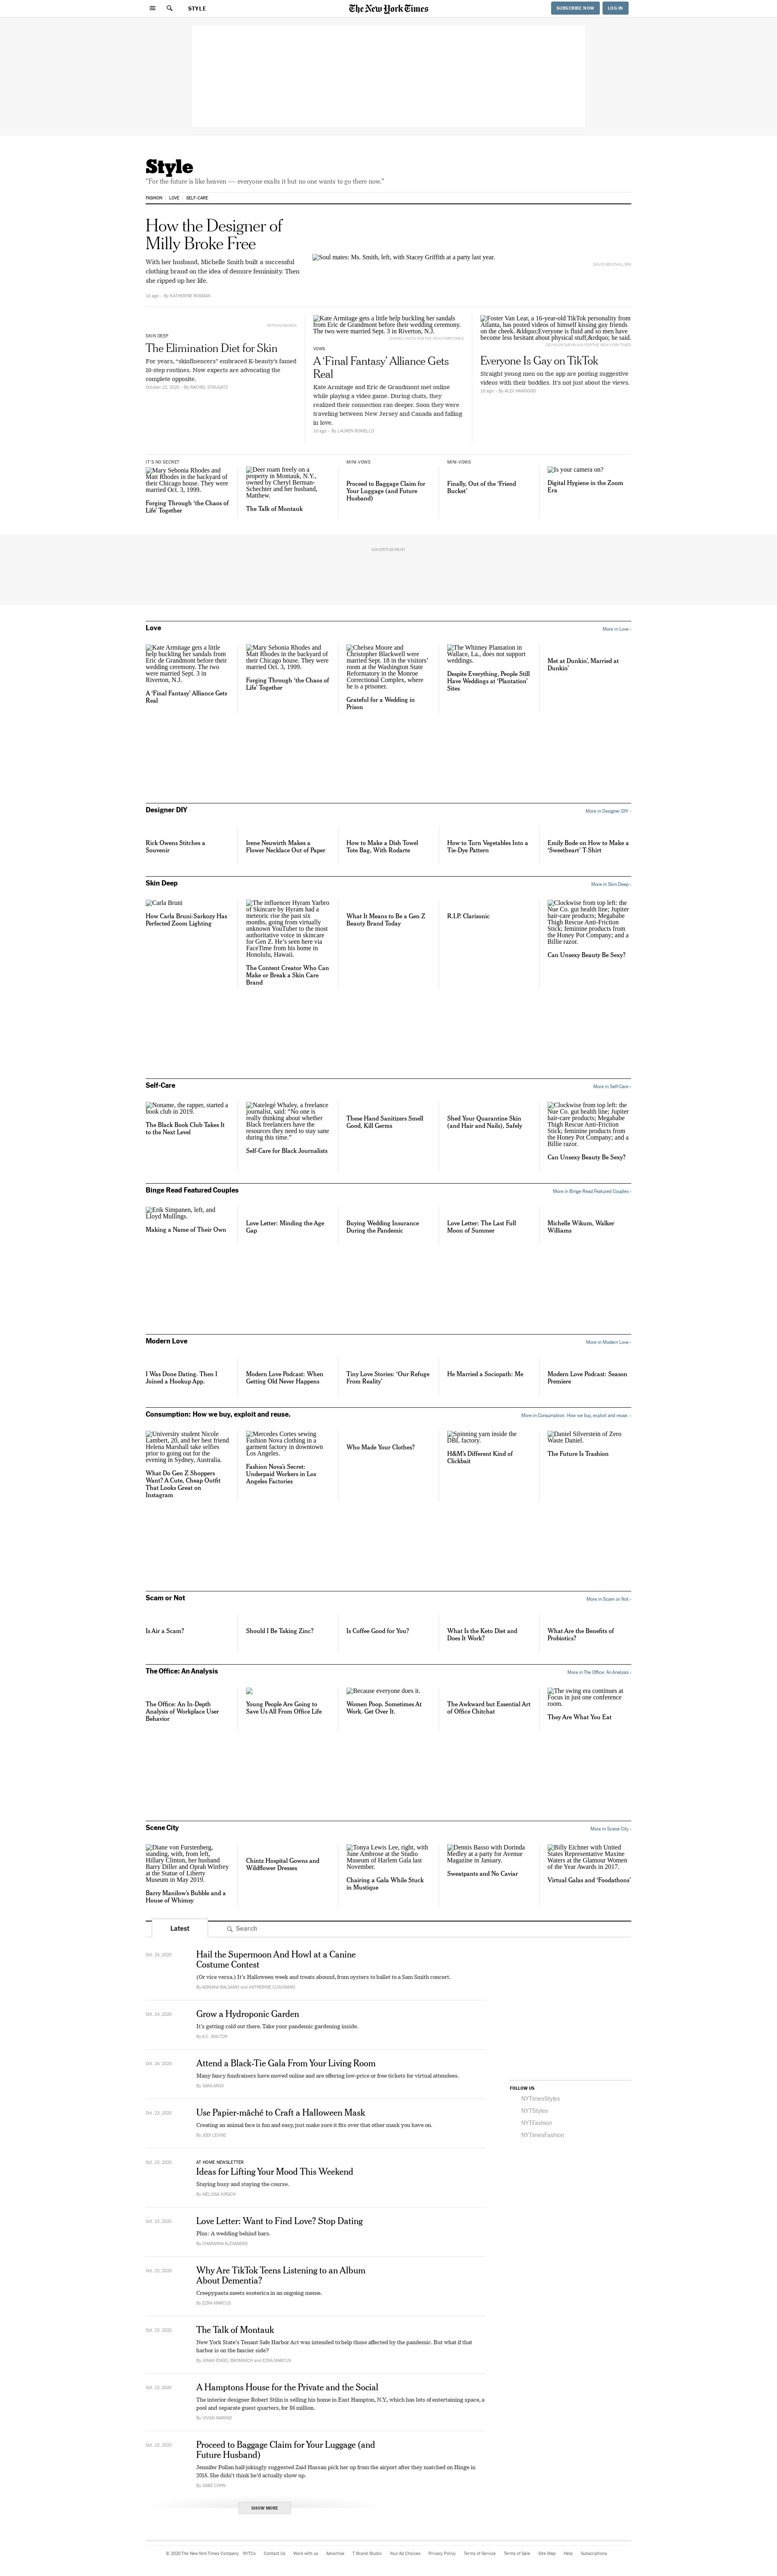 STYLE
The New York Times
SUBSCRIBE NOW
LOG IN
Style
"For the future is like heaven — everyone exalts it but no one wants to go there now."
FASHION
LOVE
SELF-CARE
How the Designer of
Milly Broke Free
With her husband, Michelle Smith built a successful
clothing brand on the idea of demure femininity. Then
she ripped up her life.
1d ago
By KATHERINE ROSMAN
Soul mates: Ms. Smith, left, with Stacey Griffith at a party last year.
SKIN DEEP
The Elimination Diet for Skin
For years, “skinfluencers” embraced K-beauty’s famed
10-step routines. Now experts are advocating the
complete opposite.
October 22, 2020 – By RACHEL STRUGATZ
Kate Armitage gets a little help buckling her sandals
from Eric de Grandmont before their wedding ceremony.
The two were married Sept. 3 in Riverton, N.J.
VOWS
A ‘Final Fantasy’ Alliance Gets
Real
Kate Armitage and Eric de Grandmont met online
while playing a video game. During chats, they
realized their connection ran deeper. Soon they were
traveling between New Jersey and Canada and falling
in love.
1d ago – By LAUREN ROWELLO
Foster Van Lear, a 16-year-old TikTok personality from
Atlanta, has posted videos of himself kissing guy friends
on the cheek. &ldquo;Everyone is fluid and so men have
become less hesitant about physical stuff,&rdquo; he said.
Everyone Is Gay on TikTok
Straight young men on the app are posting suggestive
videos with their buddies. It’s not just about the views.
1d ago – By ALEX HAWGOOD
IT’S NO SECRET
Mary Sebonia Rhodes and
Matt Rhodes in the backyard of
their Chicago house. They were
married Oct. 3, 1999.
Forging Through ‘the Chaos of
Life’ Together
Deer roam freely on a
property in Montauk, N.Y.,
owned by Cheryl Berman-
Schechter and her husband,
Matthew.
The Talk of Montauk
MINI-VOWS
Proceed to Baggage Claim for
Your Luggage (and Future
Husband)
MINI-VOWS
Finally, Out of the ‘Friend
Bucket’
Is your camera on?
Digital Hygiene in the Zoom
Era
ADVERTISEMENT
Love
More in Love ›
Kate Armitage gets a little
help buckling her sandals
from Eric de Grandmont
before their wedding
ceremony. The two were
married Sept. 3 in
Riverton, N.J.
A ‘Final Fantasy’ Alliance Gets
Real
Mary Sebonia Rhodes and
Matt Rhodes in the backyard of
their Chicago house. They were
married Oct. 3, 1999.
Forging Through ‘the Chaos of
Life’ Together
Chelsea Moore and
Christopher Blackwell were
married Sept. 18 in the visitors’
room at the Washington State
Reformatory in the Monroe
Correctional Complex, where
he is a prisoner.
Grateful for a Wedding in
Prison
The Whitney Plantation in
Wallace, La., does not support
weddings.
Despite Everything, People Still
Have Weddings at ‘Plantation’
Sites
Met at Dunkin’, Married at
Dunkin’
Designer DIY
More in Designer DIY ›
Rick Owens Stitches a
Souvenir
Irene Neuwirth Makes a
Flower Necklace Out of Paper
How to Make a Dish Towel
Tote Bag, With Rodarte
How to Turn Vegetables Into a
Tie-Dye Pattern
Emily Bode on How to Make a
‘Sweetheart’ T-Shirt
Skin Deep
More in Skin Deep ›
Carla Bruni
How Carla Bruni-Sarkozy Has
Perfected Zoom Lighting
The influencer Hyram Yarbro
of Skincare by Hyram had a
meteoric rise the past six
months, going from virtually
unknown YouTuber to the most
authoritative voice in skincare
for Gen Z. He’s seen here via
FaceTime from his home in
Honolulu, Hawaii.
The Content Creator Who Can
Make or Break a Skin Care
Brand
What It Means to Be a Gen Z
Beauty Brand Today
R.I.P. Clarisonic
Clockwise from top left: the
Nue Co. gut health line; Jupiter
hair-care products; Megababe
Thigh Rescue Anti-Friction
Stick; feminine products from
the Honey Pot Company; and a
Billie razor.
Can Unsexy Beauty Be Sexy?
Self-Care
More in Self-Care ›
Noname, the rapper, started a
book club in 2019.
The Black Book Club Takes It
to the Next Level
Natelegé Whaley, a freelance
journalist, said: “No one is
really thinking about whether
Black freelancers have the
resources they need to stay sane
during this time.”
Self-Care for Black Journalists
These Hand Sanitizers Smell
Good, Kill Germs
Shed Your Quarantine Skin
(and Hair and Nails), Safely
Clockwise from top left: the
Nue Co. gut health line; Jupiter
hair-care products; Megababe
Thigh Rescue Anti-Friction
Stick; feminine products from
the Honey Pot Company; and a
Billie razor.
Can Unsexy Beauty Be Sexy?
Binge Read Featured Couples
More in Binge Read Featured Couples ›
Erik Simpanen, left, and
Lloyd Mullings.
Making a Name of Their Own
Love Letter: Minding the Age
Gap
Buying Wedding Insurance
During the Pandemic
Love Letter: The Last Full
Moon of Summer
Michelle Wikum, Walker
Williams
Modern Love
More in Modern Love ›
I Was Done Dating. Then I
Joined a Hookup App.
Modern Love Podcast: When
Getting Old Never Happens
Tiny Love Stories: ‘Our Refuge
From Reality’
He Married a Sociopath: Me
Modern Love Podcast: Season
Premiere
Consumption: How we buy, exploit and reuse.
More in Consumption: How we buy, exploit and reuse. ›
University student Nicole
Lambert, 20, and her best friend
Helena Marshall take selfies
prior to going out for the
evening in Sydney, Australia.
What Do Gen Z Shoppers
Want? A Cute, Cheap Outfit
That Looks Great on
Instagram
Mercedes Cortes sewing
Fashion Nova clothing in a
garment factory in downtown
Los Angeles.
Fashion Nova’s Secret:
Underpaid Workers in Los
Angeles Factories
Who Made Your Clothes?
Spinning yarn inside the
DBL factory.
H&M’s Different Kind of
Clickbait
Daniel Silverstein of Zero
Waste Daniel.
The Future Is Trashion
Scam or Not
More in Scam or Not ›
Is Air a Scam?
Should I Be Taking Zinc?
Is Coffee Good for You?
What Is the Keto Diet and
Does It Work?
What Are the Benefits of
Probiotics?
The Office: An Analysis
More in The Office: An Analysis ›
The Office: An In-Depth
Analysis of Workplace User
Behavior
Young People Are Going to
Save Us All From Office Life
Because everyone does it.
Women Poop. Sometimes At
Work. Get Over It.
The Awkward but Essential Art
of Office Chitchat
The swing era continues at
Focus in just one conference
room.
They Are What You Eat
Scene City
More in Scene City ›
Diane von Furstenberg,
standing, with, from left,
Hillary Clinton, her husband
Barry Diller and Oprah Winfrey
at the Statue of Liberty
Museum in May 2019.
Barry Manilow’s Bubble and a
House of Whimsy
Chintz Hospital Gowns and
Wildflower Dresses
Tonya Lewis Lee, right, with
June Ambrose at the Studio
Museum of Harlem Gala last
November.
Chairing a Gala While Stuck
in Mustique
Dennis Basso with Dorinda
Medley at a party for Avenue
Magazine in January.
Sweatpants and No Caviar
Billy Eichner with United
States Representative Maxine
Waters at the Glamour Women
of the Year Awards in 2017.
Virtual Galas and ‘Foodathons’
Latest
Search
Oct. 24, 2020
Hail the Supermoon And Howl at a Canine
Costume Contest
(Or vice versa.) It’s Halloween week and treats abound, from oysters to ballet to a Sam Smith concert.
By ADRIANA BALSAMO and KATHERINE CUSUMANO
Oct. 24, 2020
Grow a Hydroponic Garden
It’s getting cold out there. Take your pandemic gardening inside.
By A.C. SHILTON
Oct. 24, 2020
Attend a Black-Tie Gala From Your Living Room
Many fancy fundraisers have moved online and are offering low-price or free tickets for virtual attendees.
By SARA ARIDI
Oct. 23, 2020
Use Papier-mâché to Craft a Halloween Mask
Creating an animal face is fun and easy, just make sure it fits over that other mask you have on.
By JODI LEVINE
Oct. 23, 2020
AT HOME NEWSLETTER
Ideas for Lifting Your Mood This Weekend
Staying busy and staying the course.
By MELISSA KIRSCH
Oct. 23, 2020
Love Letter: Want to Find Love? Stop Dating
Plus: A wedding behind bars.
By CHARANNA ALEXANDER
Oct. 23, 2020
Why Are TikTok Teens Listening to an Album
About Dementia?
Creepypasta meets esoterica in an ongoing meme.
By EZRA MARCUS
Oct. 23, 2020
The Talk of Montauk
New York State’s Tenant Safe Harbor Act was intended to help those affected by the pandemic. But what if that
harbor is on the fancier side?
By JONAH ENGEL BROMWICH and EZRA MARCUS
Oct. 23, 2020
A Hamptons House for the Private and the Social
The interior designer Robert Stilin is selling his home in East Hampton, N.Y., which has lots of entertaining space, a
pool and separate guest quarters, for $6 million.
By VIVIAN MARINO
Oct. 23, 2020
Proceed to Baggage Claim for Your Luggage (and
Future Husband)
Jennifer Pollan half-jokingly suggested Zaid Hassan pick her up from the airport after they matched on Hinge in
2018. She didn’t think he’d actually show up.
By GABE COHN
SHOW MORE
FOLLOW US
NYTimesStyles
NYTStyles
NYTFashion
NYTimesFashion
© 2020 The New York Times Company
NYTCo
Contact Us
Work with us
Advertise
T Brand Studio
Your Ad Choices
Privacy Policy
Terms of Service
Terms of Sale
Site Map
Help
Subscriptions